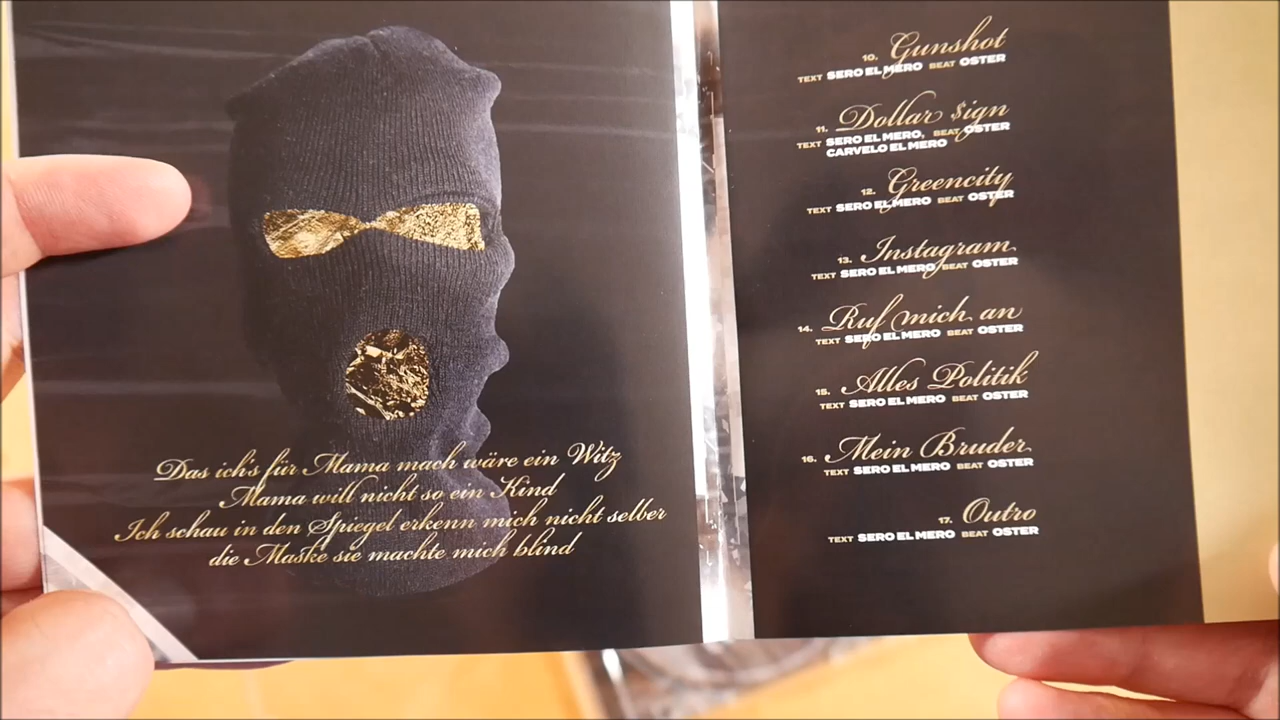 Das ich's für Mama mach wäre ein Witz
Mama will nicht so ein Kind
Ich schau in den Spiegel erkenn mich nicht selber
die Maske sie machte mich blind
10. Gunshot
TEXT SERO EL MERO BEAT OSTER
11. Dollar $ign
TEXT SERO EL MERO, BEAT OSTER
CARVELO EL MERO
12. Greencity
TEXT SERO EL MERO BEAT OSTER
13. Instagram
TEXT SERO EL MERO BEAT OSTER
14. Ruf mich an
TEXT SERO EL MERO BEAT OSTER
15. Alles Politik
TEXT SERO EL MERO BEAT OSTER
16. Mein Bruder
TEXT SERO EL MERO BEAT OSTER
17. Outro
TEXT SERO EL MERO BEAT OSTER